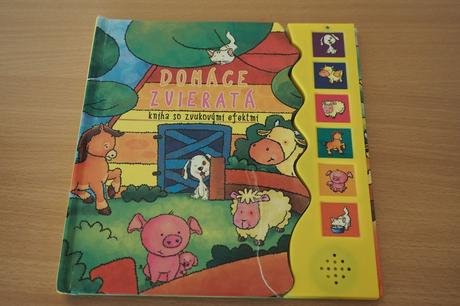 DOMÁCE
ZVIERATÁ
kniha so zvukovými efektmi